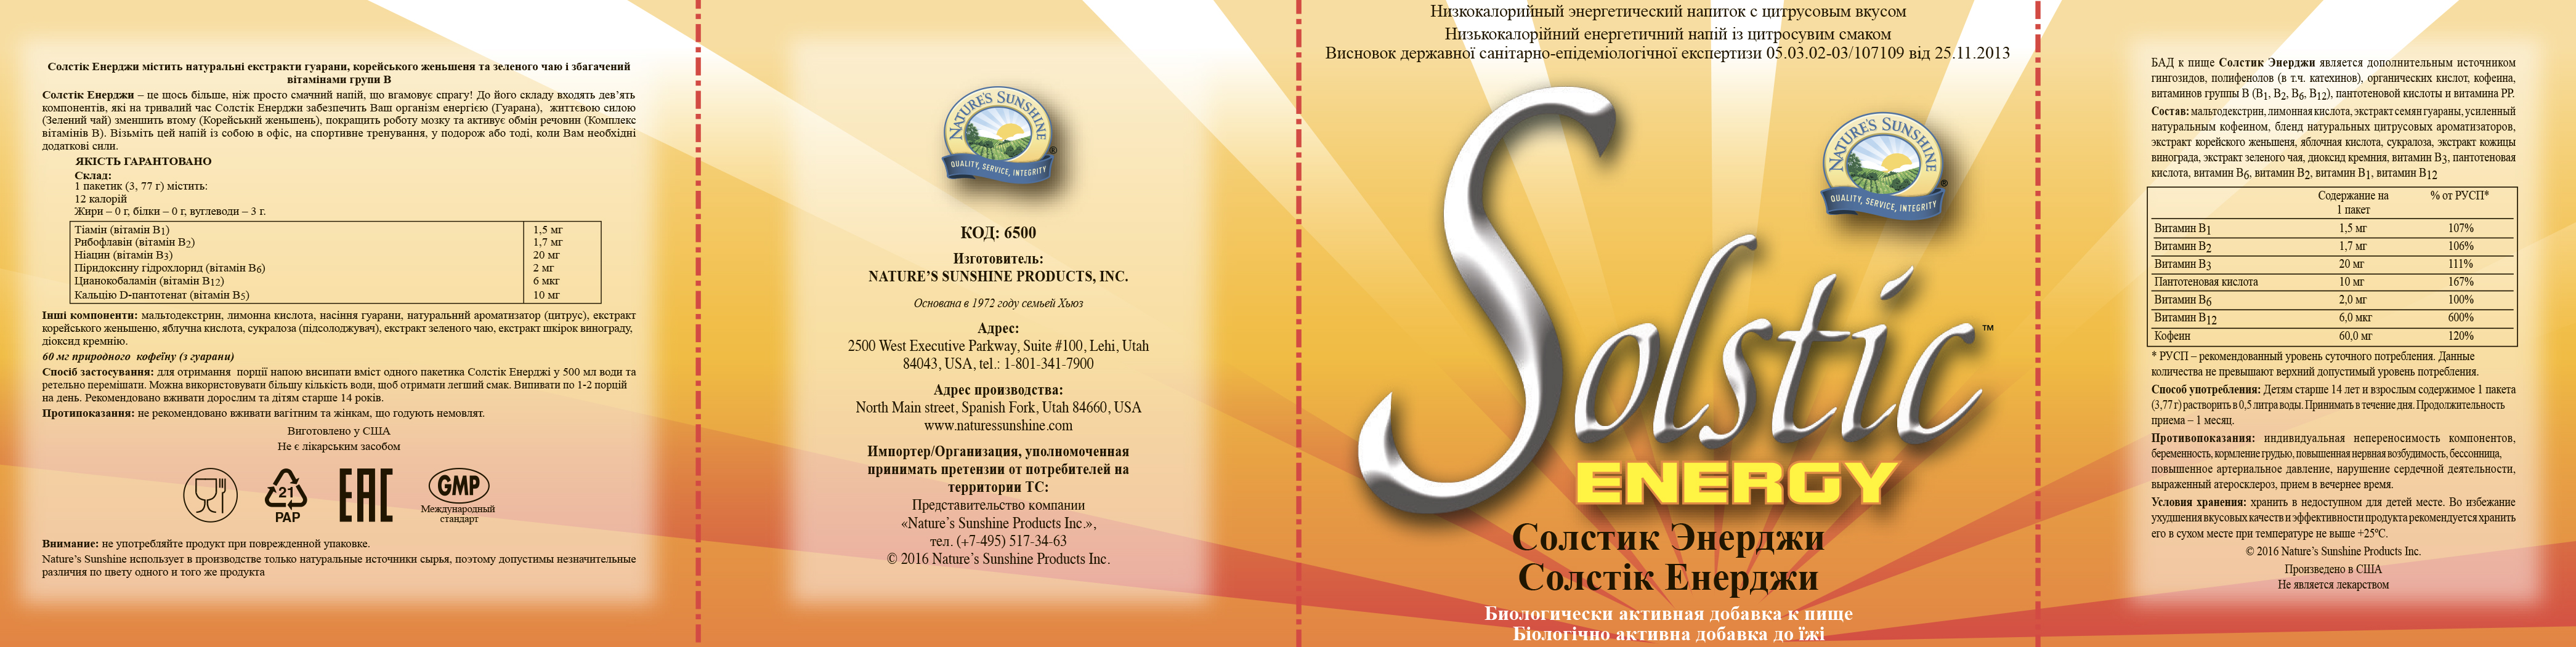 Солстік Енерджи містить натуральні екстракти гуарани, корейського женьшеня та зеленого чаю і збагачений
вітамінами групи В
Солстік Енерджи – це щось більше, ніж просто смачний напій, що вгамовує спрагу! До його складу входять дев’ять
компонентів, які на тривалий час Солстік Енерджи забезпечить Ваш організм енергією (Гуарана), життєвою силою
(Зелений чай) зменшить втому (Корейський женьшень), покращить роботу мозку та активує обмін речовин (Комплекс
вітамінів В). Візьміть цей напій із собою в офіс, на спортивне тренування, у подорож або тоді, коли Вам необхідні
додаткові сили.
ЯКІСТЬ ГАРАНТОВАНО
Склад:
1 пакетик (3, 77 г) містить:
12 калорій
Жири – 0 г, білки – 0 г, вуглеводи – 3 г.
Тіамін (вітамін В1) 1,5 мг
Рибофлавін (вітамін В2) 1,7 мг
Ніацин (вітамін В3) 20 мг
Піридоксину гідрохлорид (вітамін В6) 2 мг
Цианокобаламін (вітамін В12) 6 мкг
Кальцію D-пантотенат (вітамін В5) 10 мг
Інші компоненти: мальтодекстрин, лимонна кислота, насіння гуарани, натуральний ароматизатор (цитрус), екстракт
корейського женьшеню, яблучна кислота, сукралоза (підсолоджувач), екстракт зеленого чаю, екстракт шкірок винограду,
діоксид кремнію.
60 мг природного кофеїну (з гуарани)
Спосіб застосування: для отримання порції напою висипати вміст одного пакетика Солстік Енерджі у 500 мл води та
ретельно перемішати. Можна використовувати більшу кількість води, щоб отримати легший смак. Випивати по 1-2 порцій
на день. Рекомендовано вживати дорослим та дітям старше 14 років.
Протипоказання: не рекомендовано вживати вагітним та жінкам, що годують немовлят.
Виготовлено у США
Не є лікарським засобом
21
PAP
EAC
GMP
Международный
стандарт
Внимание: не употребляйте продукт при поврежденной упаковке.
Nature’s Sunshine использует в производстве только натуральные источники сырья, поэтому допустимы незначительные
различия по цвету одного и того же продукта
NATURE’S SUNSHINE
QUALITY, SERVICE, INTEGRITY
®
КОД: 6500
Изготовитель:
NATURE’S SUNSHINE PRODUCTS, INC.
Основана в 1972 году семьей Хьюз
Адрес:
2500 West Executive Parkway, Suite #100, Lehi, Utah
84043, USA, tel.: 1-801-341-7900
Адрес производства:
North Main street, Spanish Fork, Utah 84660, USA
www.naturessunshine.com
Импортер/Организация, уполномоченная
принимать претензии от потребителей на
территории ТС:
Представительство компании
«Nature’s Sunshine Products Inc.»,
тел. (+7-495) 517-34-63
© 2016 Nature’s Sunshine Products Inc.
Низкокалорийный энергетический напиток с цитрусовым вкусом
Низькокалорійний енергетичний напій із цитросувим смаком
Висновок державної санітарно-епідеміологічної експертизи 05.03.02-03/107109 від 25.11.2013
NATURE’S SUNSHINE
QUALITY, SERVICE, INTEGRITY
®
Solstic™
ENERGY
Солстик Энерджи
Солстік Енерджи
Биологически активная добавка к пище
Біологічно активна добавка до їжі
БАД к пище Солстик Энерджи является дополнительным источником
гингозидов, полифенолов (в т.ч. катехинов), органических кислот, кофеина,
витаминов группы В (В1, В2, В6, В12), пантотеновой кислоты и витамина РР.
Состав: мальтодекстрин, лимонная кислота, экстракт семян гуараны, усиленный
натуральным кофеином, бленд натуральных цитрусовых ароматизаторов,
экстракт корейского женьшеня, яблочная кислота, сукралоза, экстракт кожицы
винограда, экстракт зеленого чая, диоксид кремния, витамин В3, пантотеновая
кислота, витамин В6, витамин В2, витамин В1, витамин В12
Содержание на % от РУСП*
1 пакет
Витамин В1 1,5 мг 107%
Витамин В2 1,7 мг 106%
Витамин В3 20 мг 111%
Пантотеновая кислота 10 мг 167%
Витамин В6 2,0 мг 100%
Витамин В12 6,0 мкг 600%
Кофеин 60,0 мг 120%
* РУСП – рекомендованный уровень суточного потребления. Данные
количества не превышают верхний допустимый уровень потребления.
Способ употребления: Детям старше 14 лет и взрослым содержимое 1 пакета
(3,77 г) растворить в 0,5 литра воды. Принимать в течение дня. Продолжительность
приема – 1 месяц.
Противопоказания: индивидуальная непереносимость компонентов,
беременность, кормление грудью, повышенная нервная возбудимость, бессонница,
повышенное артериальное давление, нарушение сердечной деятельности,
выраженный атеросклероз, прием в вечернее время.
Условия хранения: хранить в недоступном для детей месте. Во избежание
ухудшения вкусовых качеств и эффективности продукта рекомендуется хранить
его в сухом месте при температуре не выше +25ºС.
© 2016 Nature’s Sunshine Products Inc.
Произведено в США
Не является лекарством